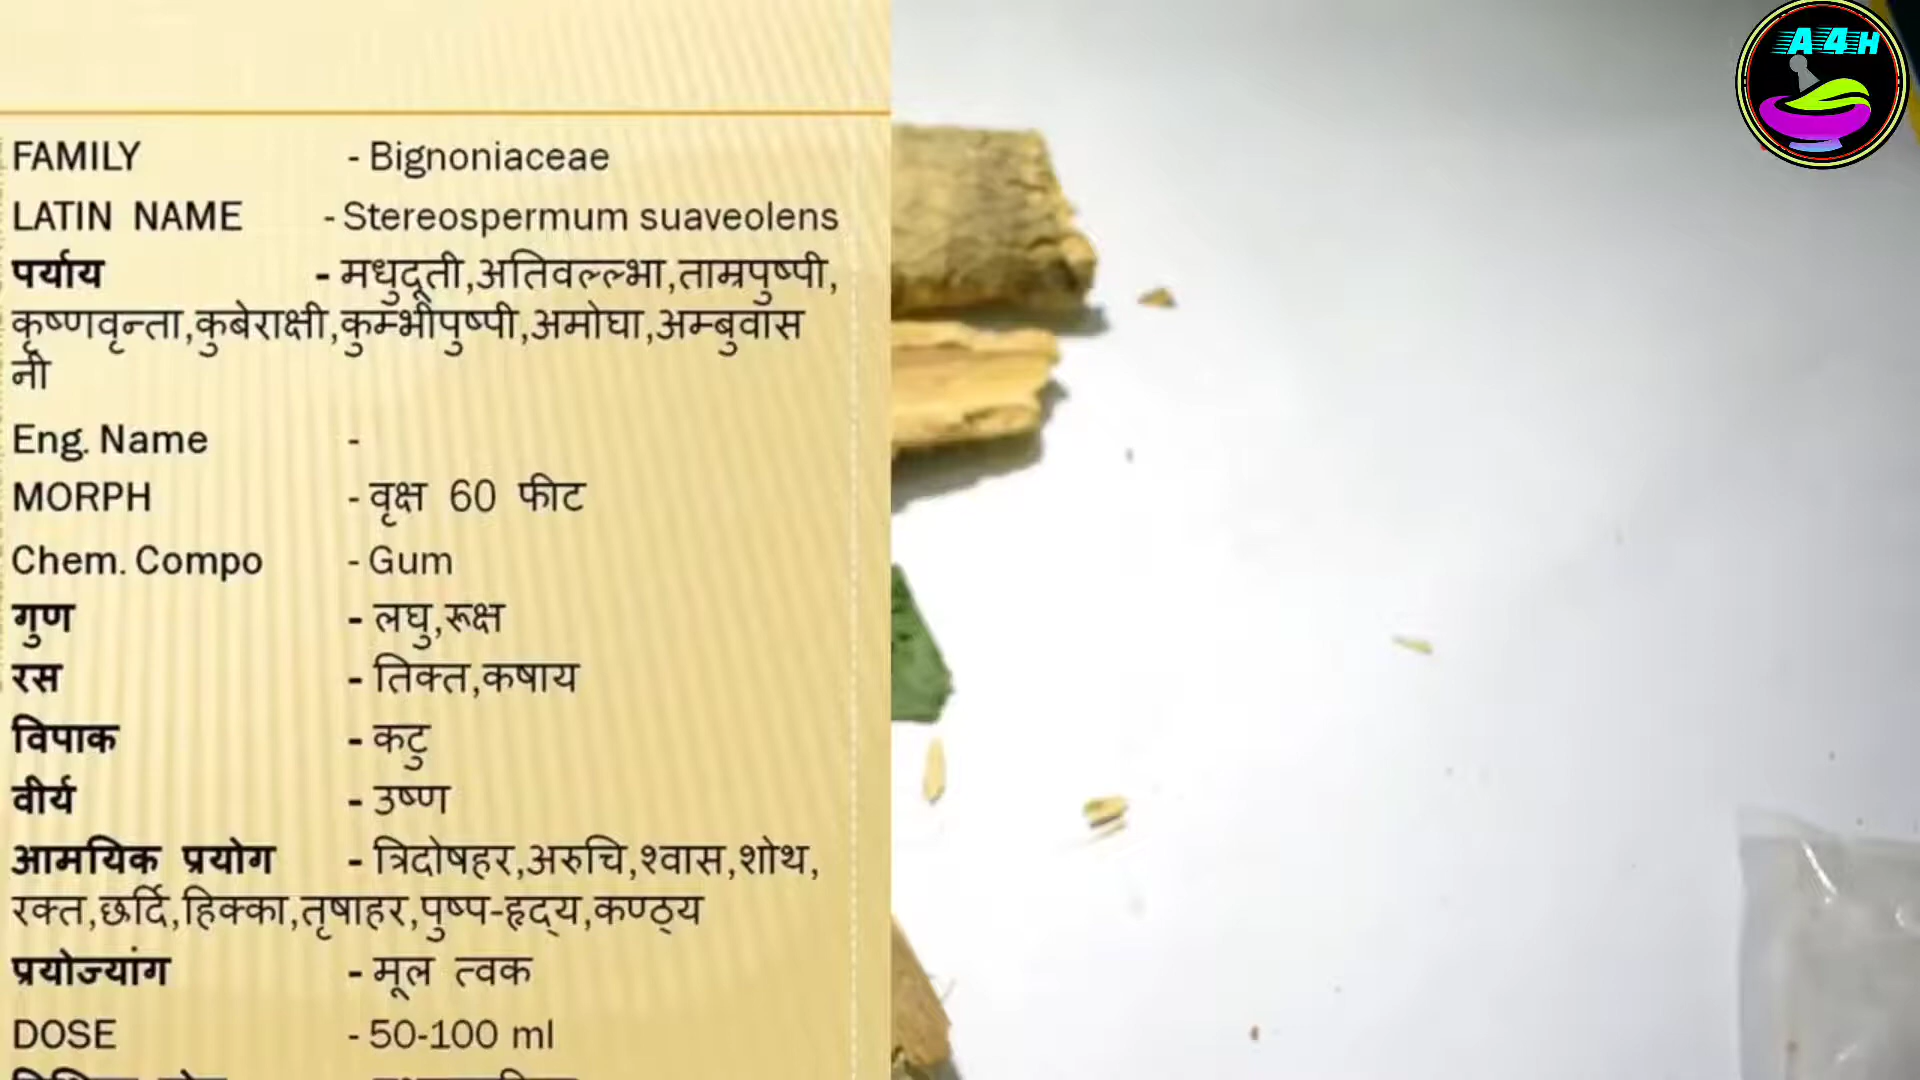 A4H
FAMILY - Bignoniaceae
LATIN NAME - Stereospermum suaveolens
पर्याय - मधुदूती,अतिवल्ल्भा,ताम्रपुष्पी,
कृष्णवृन्ता,कुबेराक्षी,कुम्भीपुष्पी,अमोघा,अम्बुवास
नी
Eng. Name -
MORPH - वृक्ष 60 फीट
Chem. Compo - Gum
गुण - लघु,रूक्ष
रस - तिक्त,कषाय
विपाक - कटु
वीर्य - उष्ण
आमयिक प्रयोग - त्रिदोषहर,अरुचि,श्वास,शोथ,
रक्त,छर्दि,हिक्का,तृषाहर,पुष्प-हृद्य,कण्ठ्य
प्रयोज्यांग - मूल त्वक
DOSE - 50-100 ml